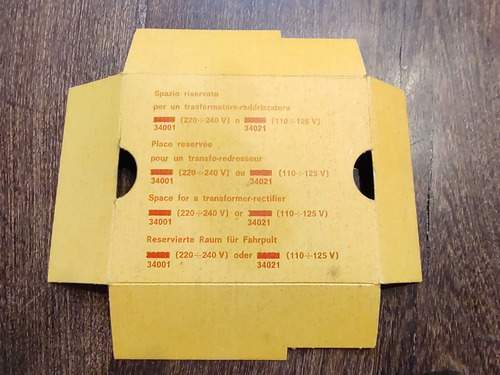 Spazio riservato
per un trasformatore-raddrizzatore
(220÷240 V) o (110÷125 V)
34001 34021
Place reservée
pour un transfo-redresseur
(220÷240 V) ou (110÷125 V)
34001 34021
Space for a transformer-rectifier
(220÷240 V) or (110÷125 V)
34001 34021
Reservierte Raum für Fahrpult
(220÷240 V) oder (110÷125 V)
34001 34021